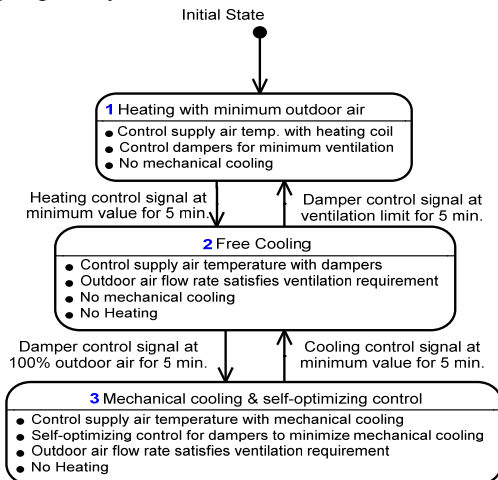 Initial State
1 Heating with minimum outdoor air
● Control supply air temp. with heating coil
● Control dampers for minimum ventilation
● No mechanical cooling
Heating control signal at
minimum value for 5 min.
Damper control signal at
ventilation limit for 5 min.
2 Free Cooling
● Control supply air temperature with dampers
● Outdoor air flow rate satisfies ventilation requirement
● No mechanical cooling
● No Heating
Damper control signal at
100% outdoor air for 5 min.
Cooling control signal at
minimum value for 5 min.
3 Mechanical cooling & self-optimizing control
● Control supply air temperature with mechanical cooling
● Self-optimizing control for dampers to minimize mechanical cooling
● Outdoor air flow rate satisfies ventilation requirement
● No Heating